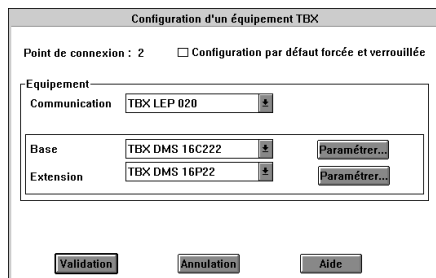 Configuration d'un équipement TBX
Point de connexion : 2 Configuration par défaut forcée et verrouillée
Equipement
Communication TBX LEP 020
Base TBX DMS 16C222 Paramétrer...
Extension TBX DMS 16P22 Paramétrer...
Validation Annulation Aide